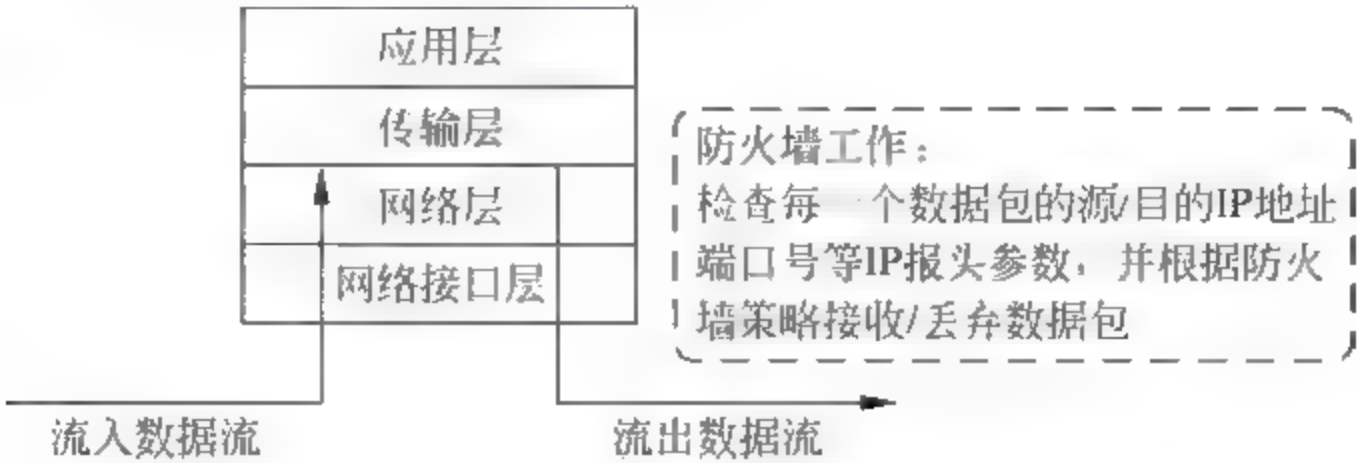 应用层
传输层
网络层
网络接口层
防火墙工作：
检查每一个数据包的源/目的IP地址
端口号等IP报头参数，并根据防火
墙策略接收/丢弃数据包
流入数据流
流出数据流